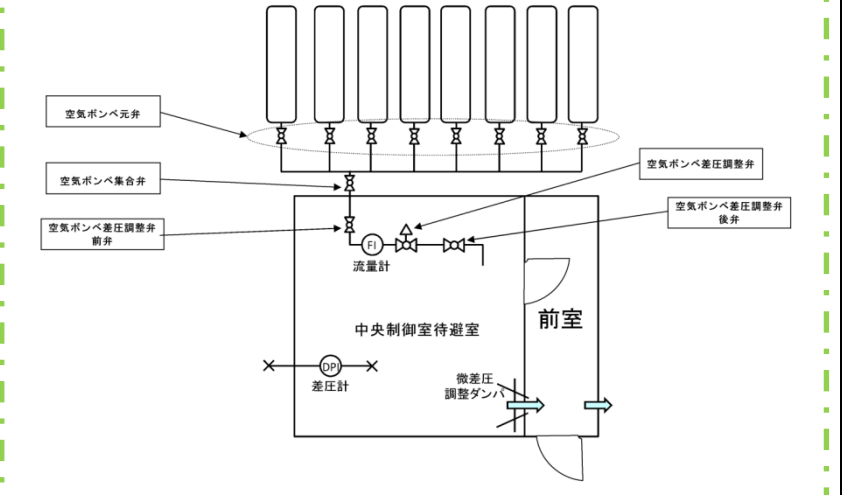 空気ボンベ元弁
空気ボンベ集合弁
空気ボンベ差圧調整弁
前弁
空気ボンベ差圧調整弁
空気ボンベ差圧調整弁
後弁
FI
流量計
中央制御室待避室
前室
DPI
差圧計
微差圧
調整ダンパ